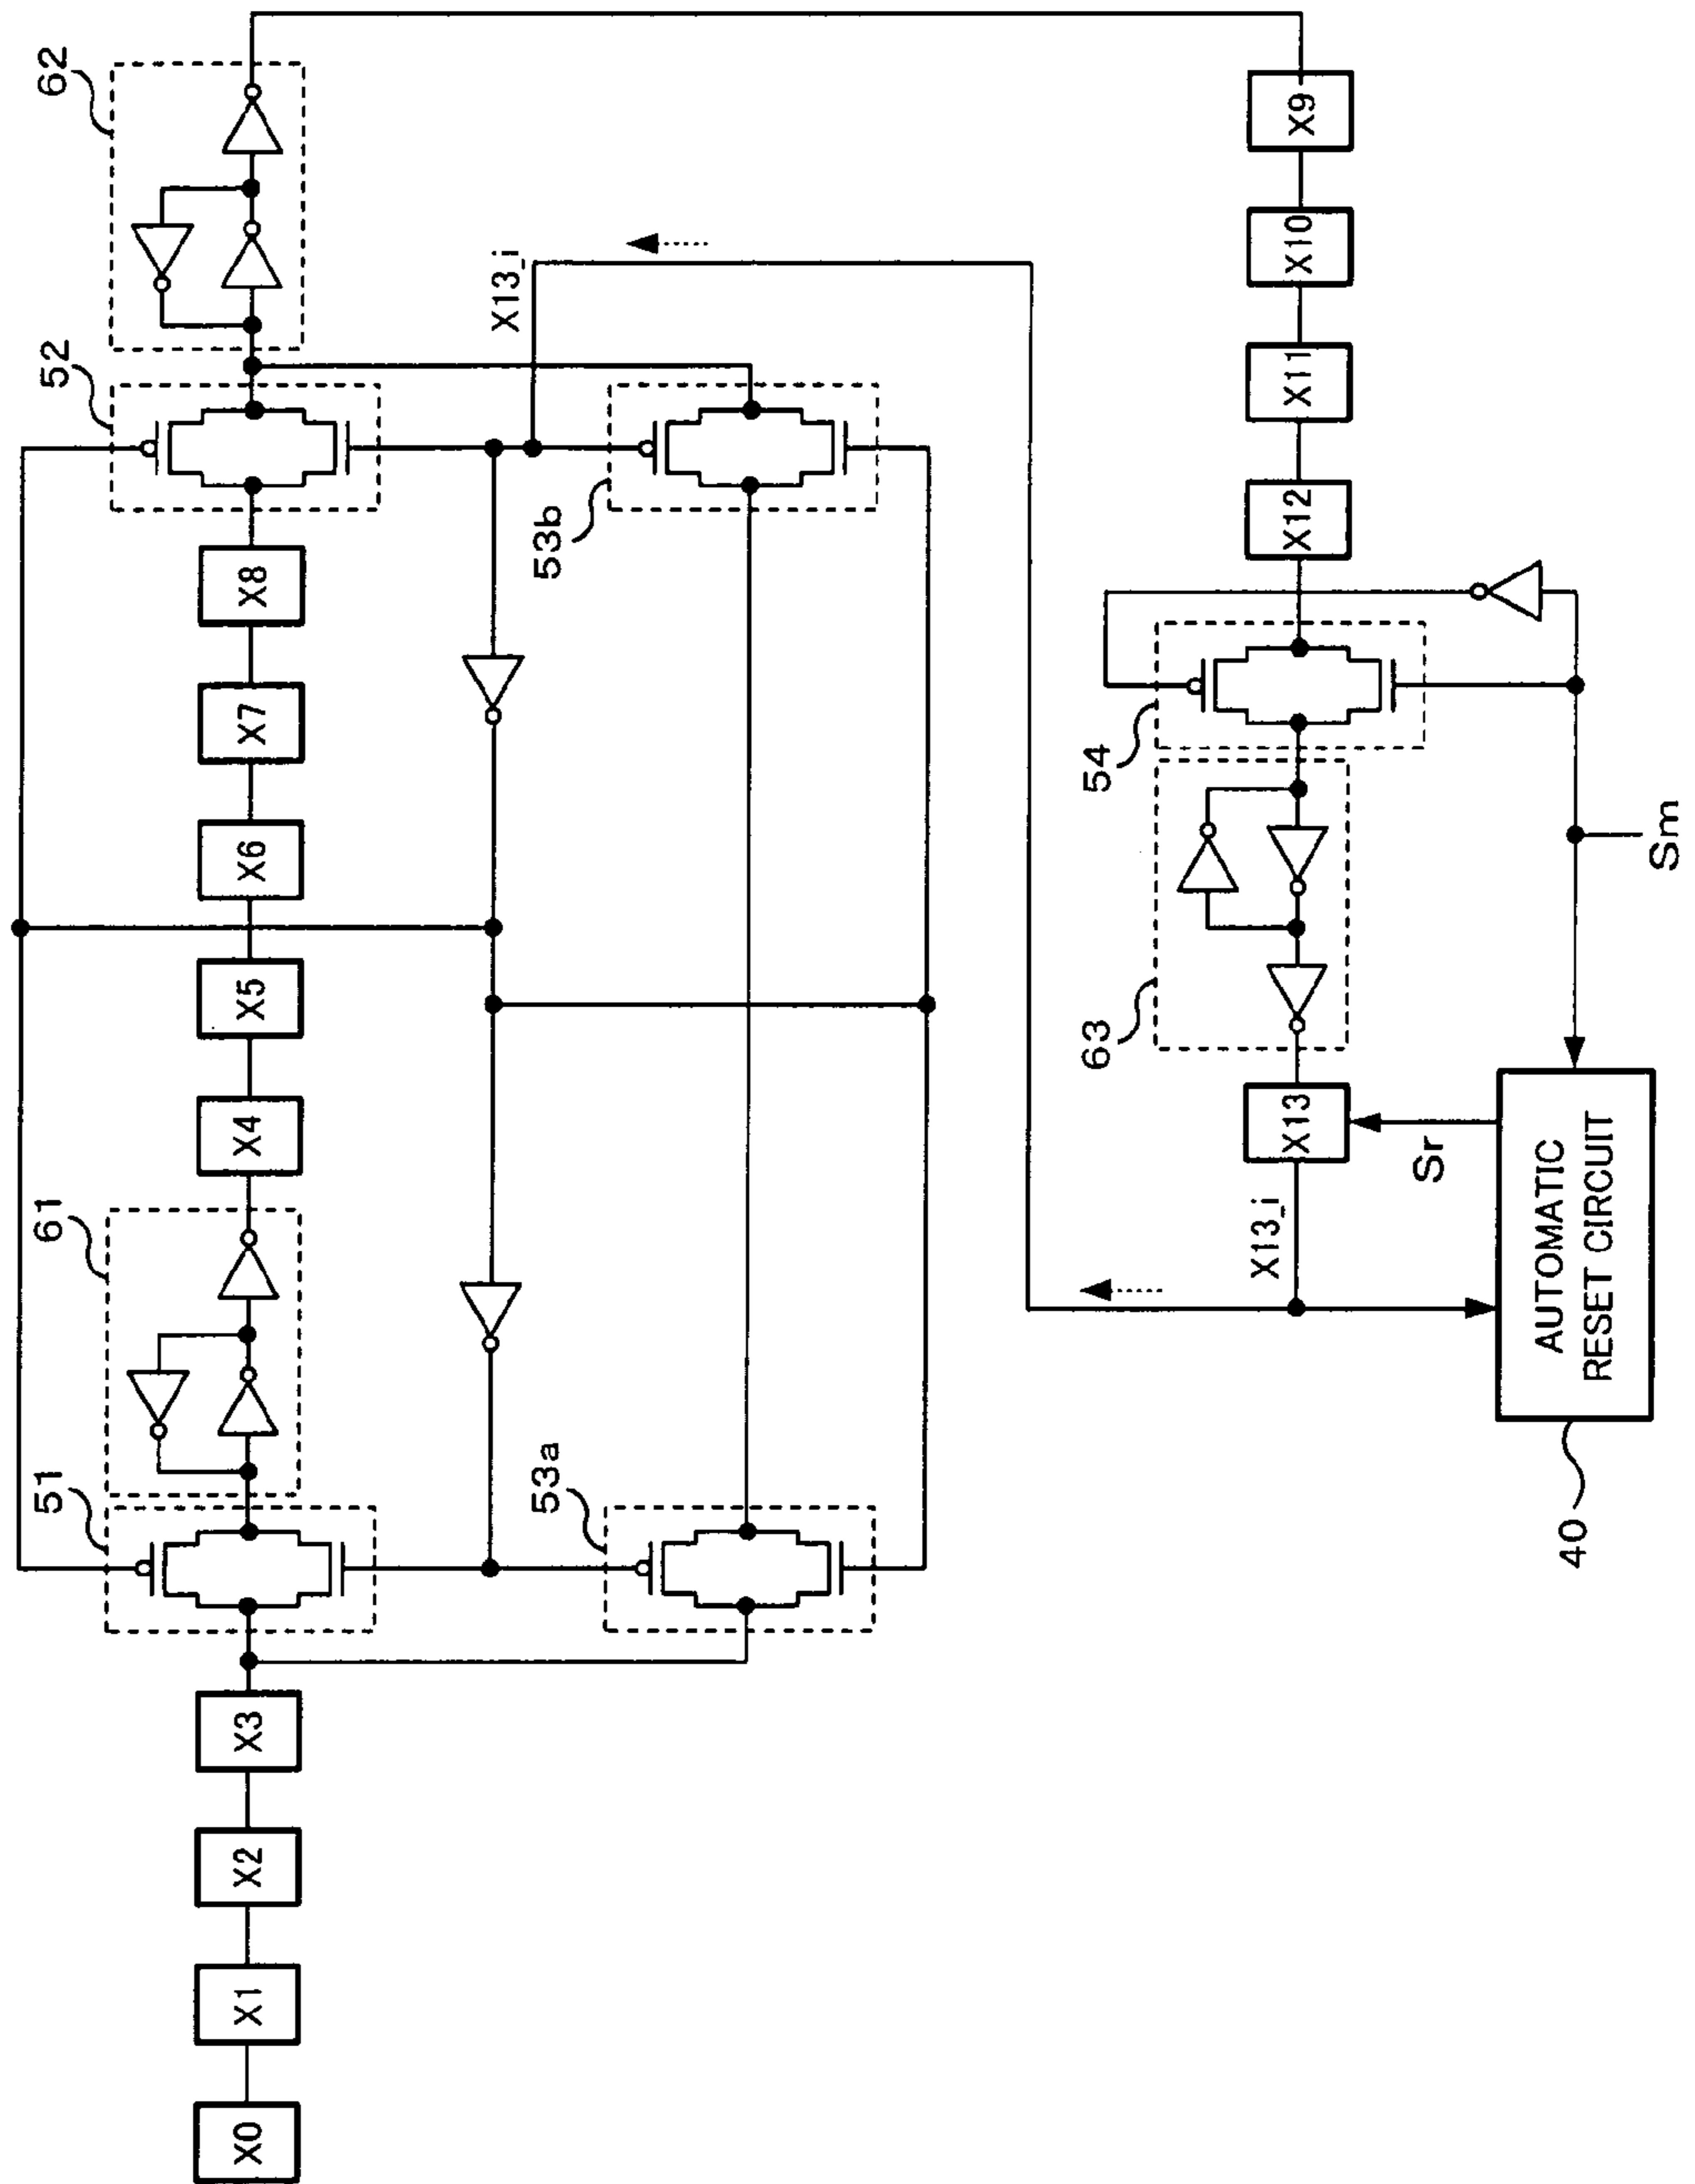 X0
X1
X2
X3
51
61
X4
X5
X6
X7
X8
52
62
53a
53b
X13_i
X13_i
X13
63
54
X12
X11
X10
X9
Sr
Sm
AUTOMATIC
RESET CIRCUIT
40